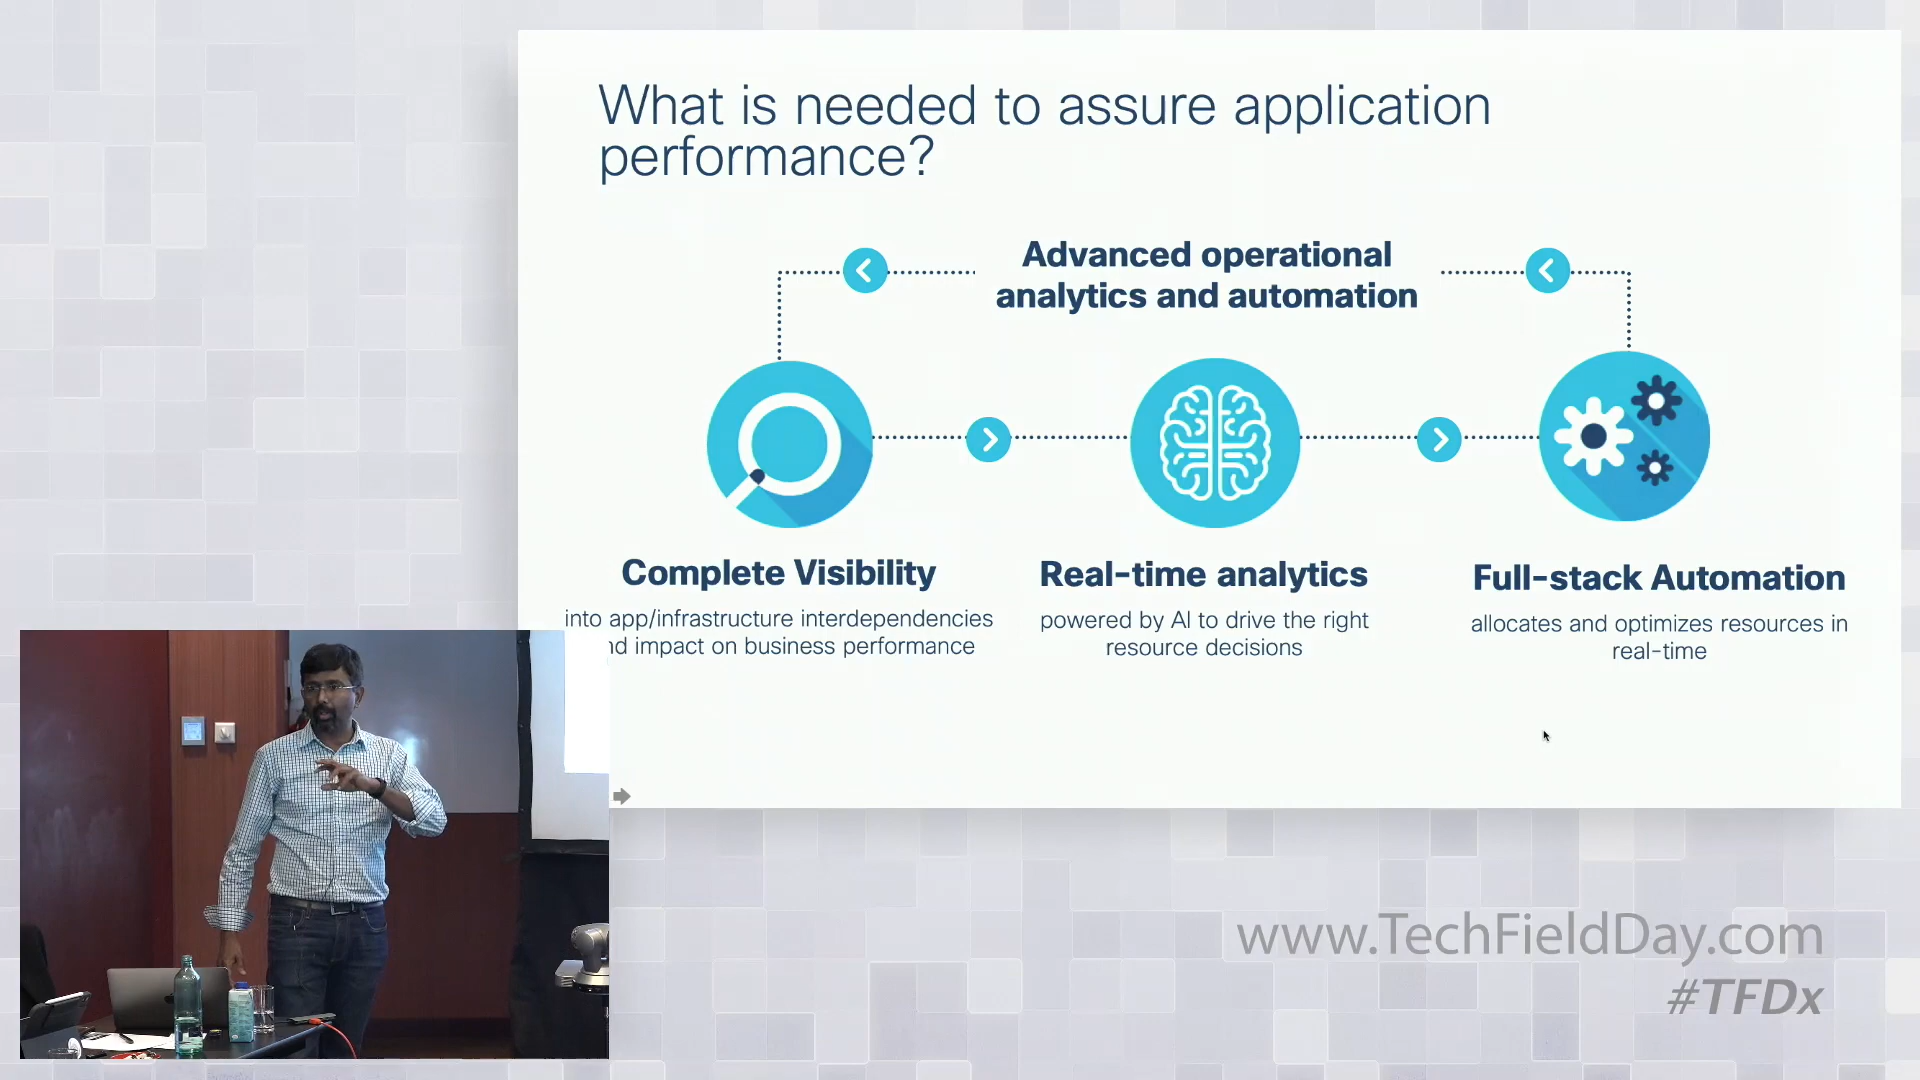 What is needed to assure application
performance?
Advanced operational
analytics and automation
Complete Visibility
into app/infrastructure interdependencies
nd impact on business performance
Real-time analytics
powered by AI to drive the right
resource decisions
Full-stack Automation
allocates and optimizes resources in
real-time
www.TechFieldDay.com
#TFDx